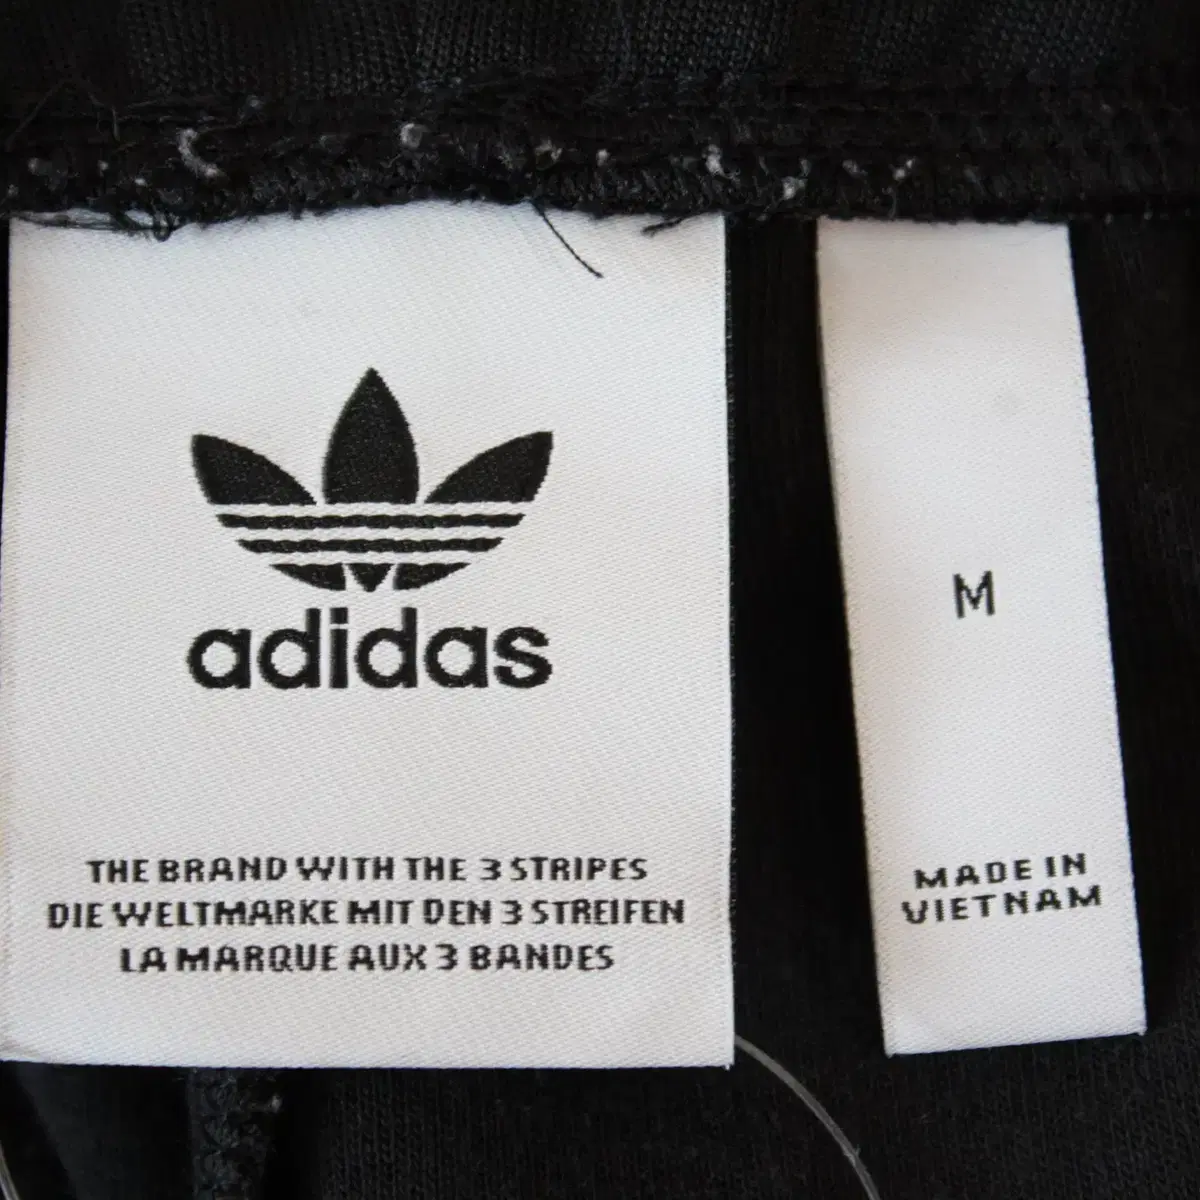 adidas
THE BRAND WITH THE 3 STRIPES
DIE WELTMARKE MIT DEN 3 STREIFEN
LA MARQUE AUX 3 BANDES
M
MADE IN
VIETNAM